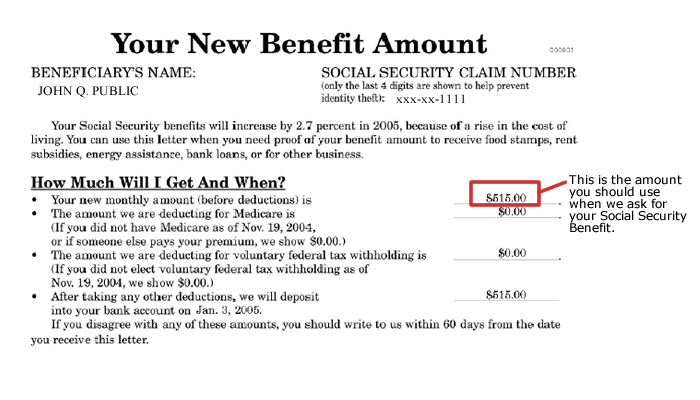 Your New Benefit Amount
BENEFICIARY'S NAME:
JOHN Q. PUBLIC
SOCIAL SECURITY CLAIM NUMBER
(only the last 4 digits are shown to help prevent
identity theft): xxx-xx-1111
Your Social Security benefits will increase by 2.7 percent in 2005, because of a rise in the cost of
living. You can use this letter when you need proof of your benefit amount to receive food stamps, rent
subsidies, energy assistance, bank loans, or for other business.
How Much Will I Get And When?
• Your new monthly amount (before deductions) is $515.00
• The amount we are deducting for Medicare is $0.00
(If you did not have Medicare as of Nov. 19, 2004,
or if someone else pays your premium, we show $0.00.)
• The amount we are deducting for voluntary federal tax withholding is $0.00
(If you did not elect voluntary federal tax withholding as of
Nov. 19, 2004, we show $0.00.)
• After taking any other deductions, we will deposit $515.00
into your bank account on Jan. 3, 2005.
If you disagree with any of these amounts, you should write to us within 60 days from the date
you receive this letter.
This is the amount
you should use
when we ask for
your Social Security
Benefit.